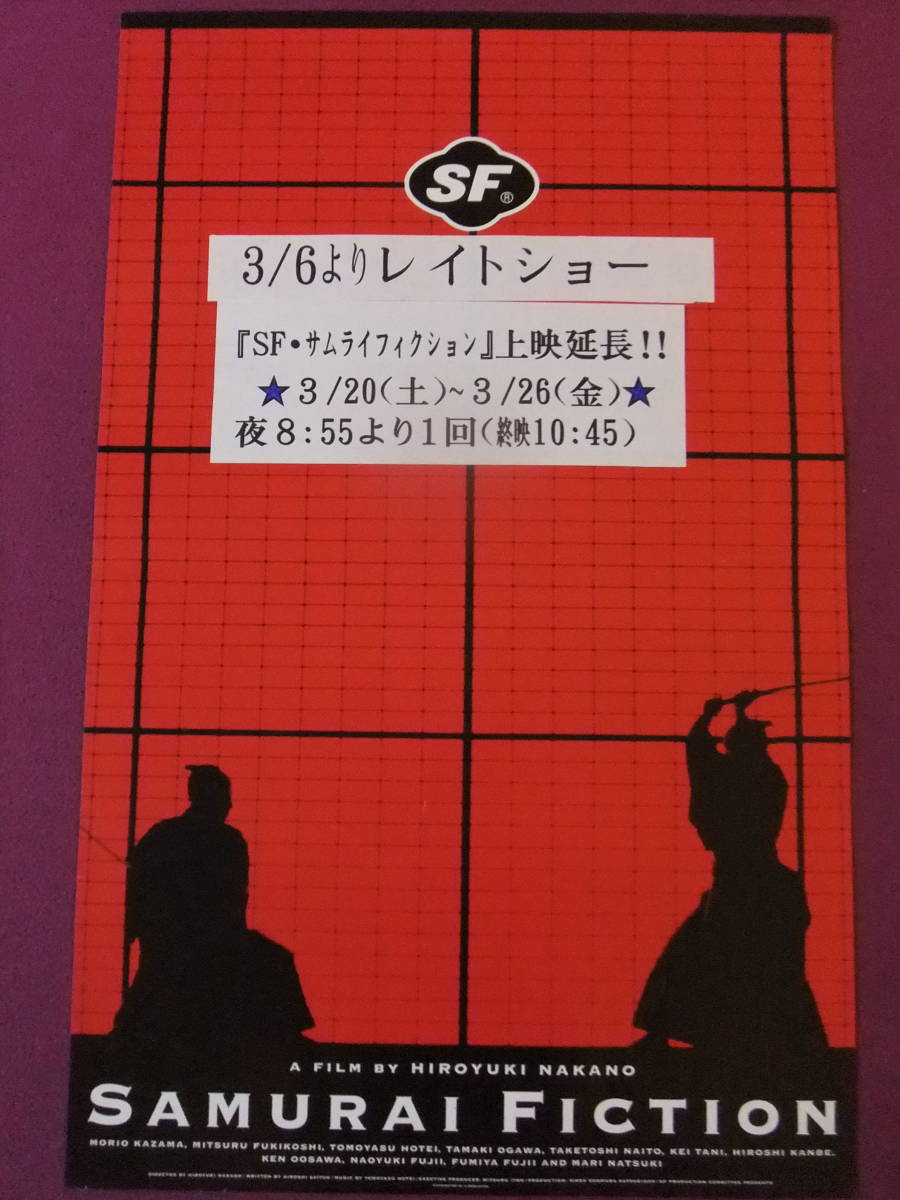 SF®
3/6よりレイトショー
『SF・サムライフィクション』上映延長!!
★3/20(土)~3/26(金)★
夜8:55より1回(終映10:45)
A FILM BY HIROYUKI NAKANO
SAMURAI FICTION
MORIO KAZAMA, MITSURU FUKIKOSHI, TOMOYASU HOTEI, TAMAKI OGAWA, TAKETOSHI NAITO, KEI TANI, HIROSHI KANBE,
KEN OOSAWA, NAOYUKI FUJII, FUMIYA FUJII AND MARI NATSUKI